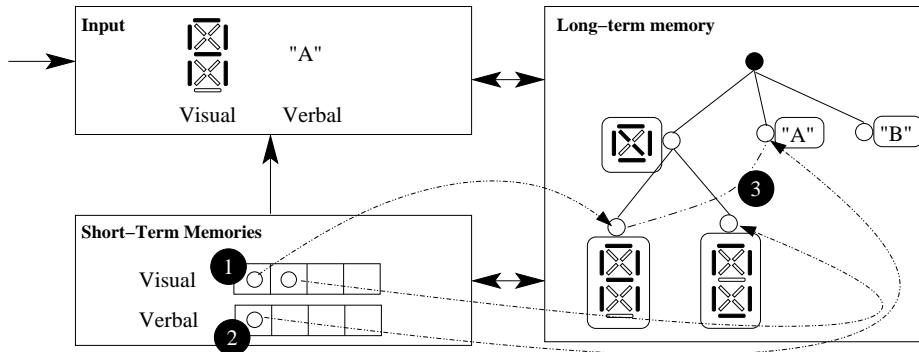 Input
"A"
Visual Verbal
Long-term memory
"A"
"B"
3
Short-Term Memories
1
Visual
Verbal
2